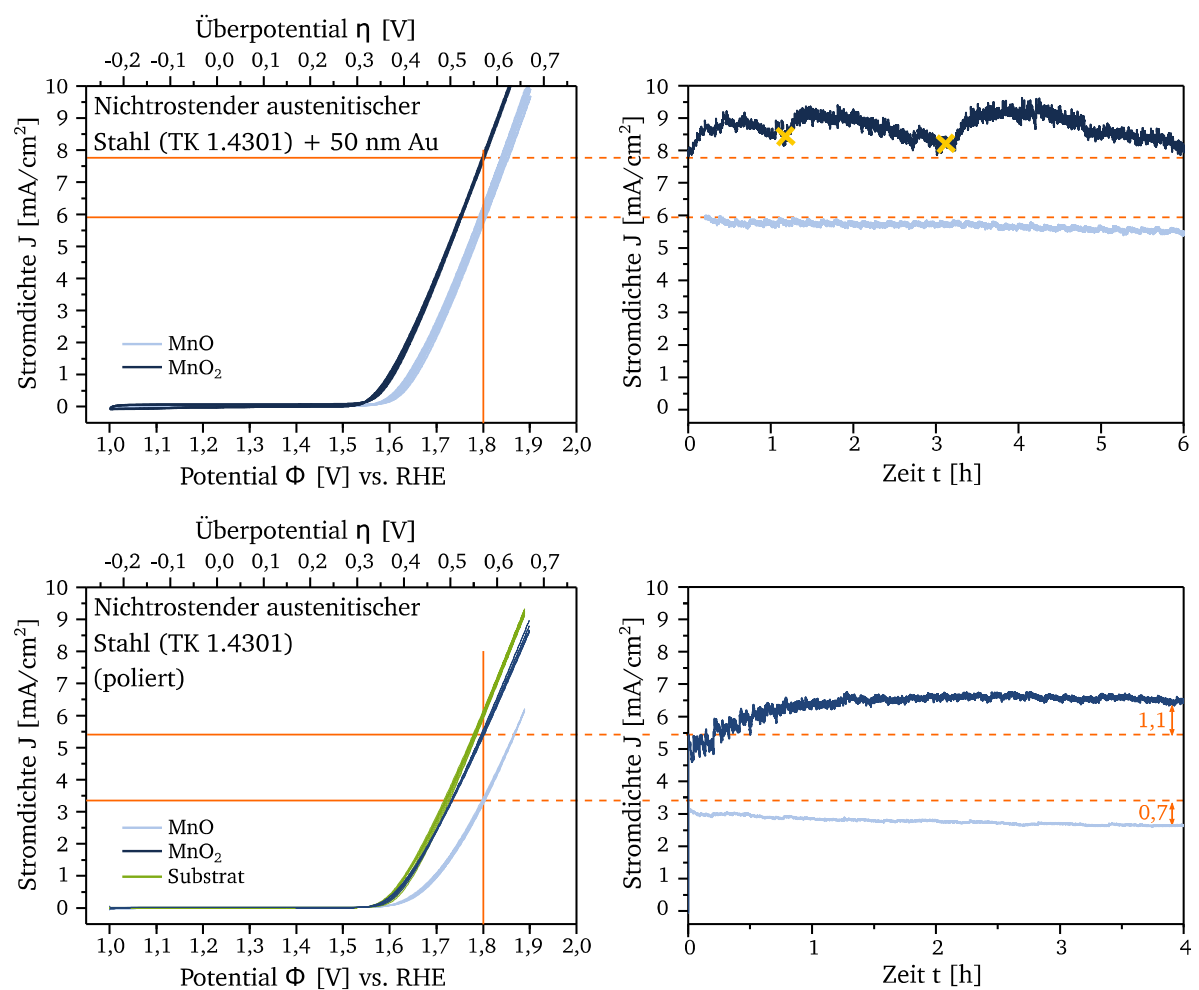 Überpotential η [V]
-0,2 -0,1 0,0 0,1 0,2 0,3 0,4 0,5 0,6 0,7
10
9
8
7
6
5
4
3
2
1
0
Stromdichte J [mA/cm²]
Nichtrostender austenitischer
Stahl (TK 1.4301) + 50 nm Au
MnO
MnO₂
1,0 1,1 1,2 1,3 1,4 1,5 1,6 1,7 1,8 1,9 2,0
Potential Φ [V] vs. RHE
10
9
8
7
6
5
4
3
2
1
0
Stromdichte J [mA/cm²]
0 1 2 3 4 5 6
Zeit t [h]
Überpotential η [V]
-0,2 -0,1 0,0 0,1 0,2 0,3 0,4 0,5 0,6 0,7
10
9
8
7
6
5
4
3
2
1
0
Stromdichte J [mA/cm²]
Nichtrostender austenitischer
Stahl (TK 1.4301)
(poliert)
MnO
MnO₂
Substrat
1,0 1,1 1,2 1,3 1,4 1,5 1,6 1,7 1,8 1,9 2,0
Potential Φ [V] vs. RHE
10
9
8
7
6
5
4
3
2
1
0
Stromdichte J [mA/cm²]
1,1
0,7
0 1 2 3 4
Zeit t [h]